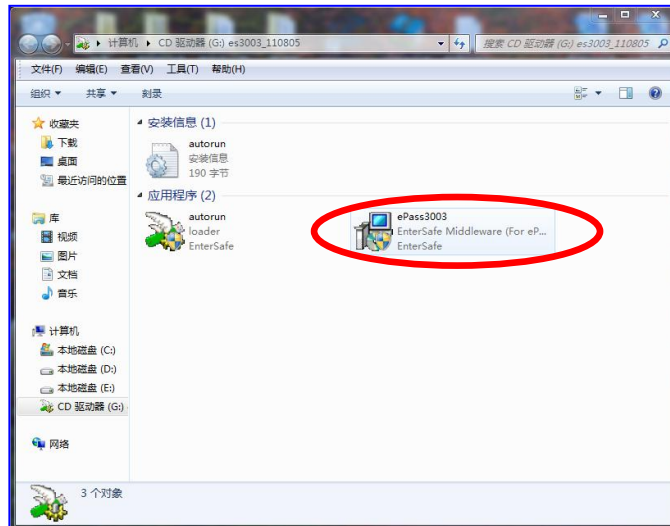 计算机 ▸ CD 驱动器 (G:) es3003_110805
搜索 CD 驱动器 (G:) es3003_110805
文件(F) 编辑(E) 查看(V) 工具(T) 帮助(H)
组织 共享 刻录
收藏夹
下载
桌面
最近访问的位置
库
视频
图片
文档
音乐
计算机
本地磁盘 (C:)
本地磁盘 (D:)
本地磁盘 (E:)
CD 驱动器 (G:)
网络
安装信息 (1)
autorun
安装信息
190 字节
应用程序 (2)
autorun
loader
EnterSafe
ePass3003
EnterSafe Middleware (For eP...
EnterSafe
3 个对象